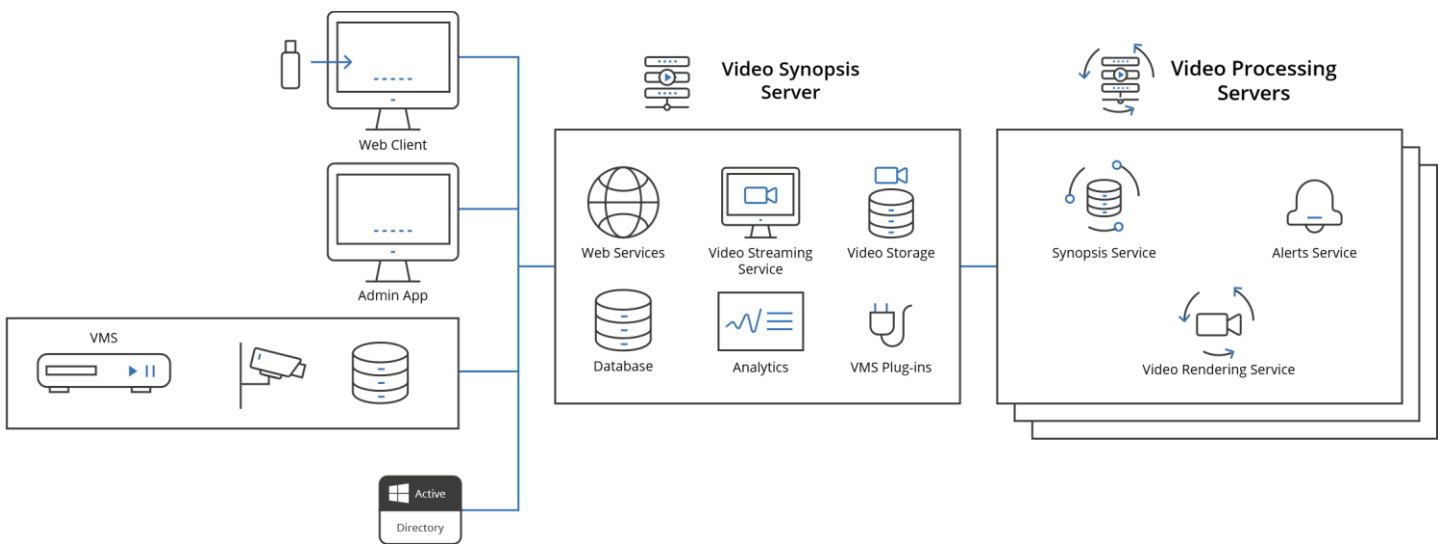 Web Client
Admin App
VMS
Active
Directory
Video Synopsis
Server
Web Services
Video Streaming
Service
Video Storage
Database
Analytics
VMS Plug-ins
Video Processing
Servers
Synopsis Service
Alerts Service
Video Rendering Service